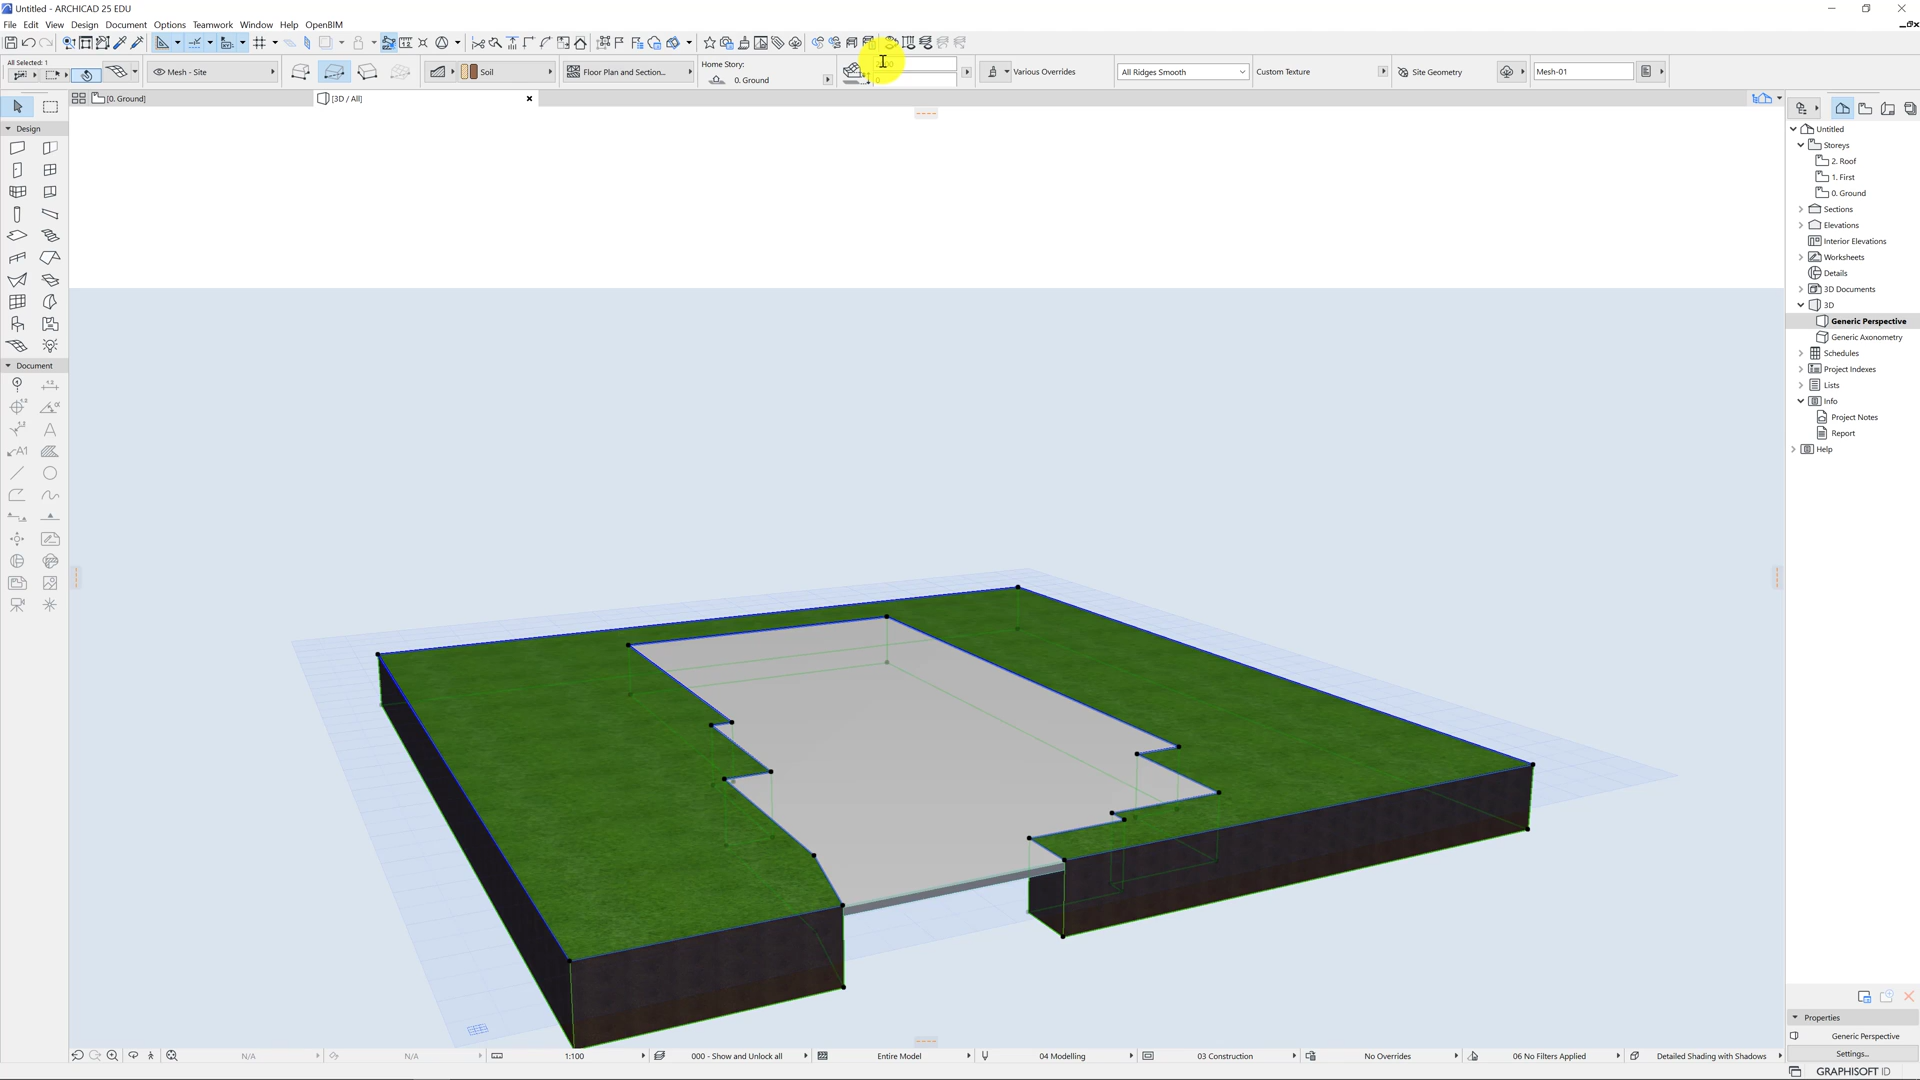 Untitled - ARCHICAD 25 EDU
File Edit View Design Document Options Teamwork Window Help OpenBIM
All Selected: 1
Mesh - Site
Soil
Floor Plan and Section...
Home Story:
0. Ground
0
Various Overrides
All Ridges Smooth
Custom Texture
Site Geometry
Mesh-01
[0. Ground]
[3D / All]
Design
Document
A1
A
Untitled
Storeys
2. Roof
1. First
0. Ground
Sections
Elevations
Interior Elevations
Worksheets
Details
3D Documents
3D
Generic Perspective
Generic Axonometry
Schedules
Project Indexes
Lists
Info
Project Notes
Report
Help
Properties
Generic Perspective
Settings...
N/A
N/A
1:100
000 - Show and Unlock all
Entire Model
04 Modelling
03 Construction
No Overrides
06 No Filters Applied
Detailed Shading with Shadows
GRAPHISOFT ID